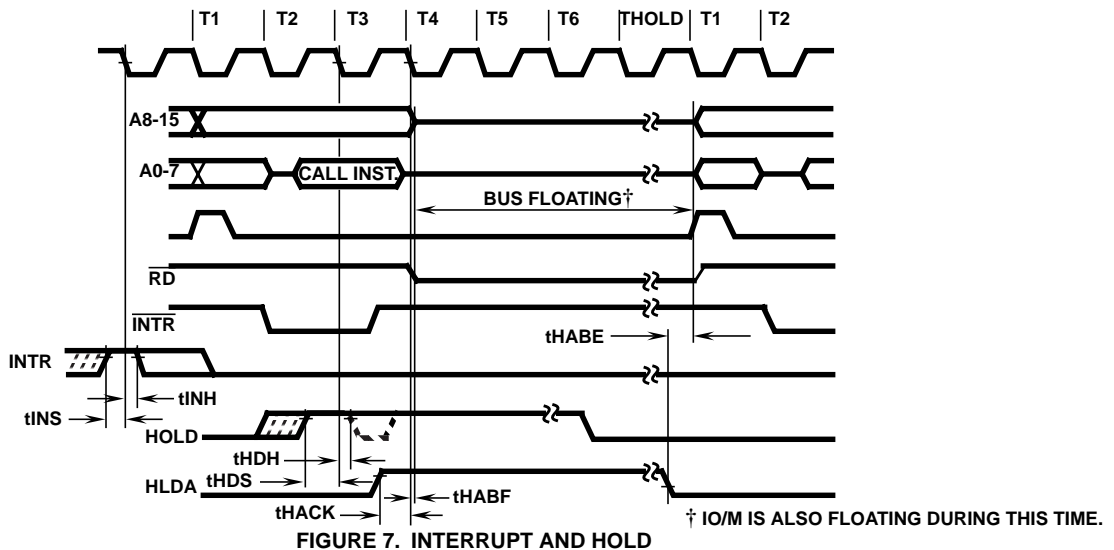 T1 T2 T3 T4 T5 T6 THOLD T1 T2
A8-15
A0-7
CALL INST.
BUS FLOATING†
RD
INTR
tHABE
INTR
tINH
tINS
HOLD
tHDH
tHDS
HLDA
tHABF
tHACK
† IO/M IS ALSO FLOATING DURING THIS TIME.
FIGURE 7. INTERRUPT AND HOLD